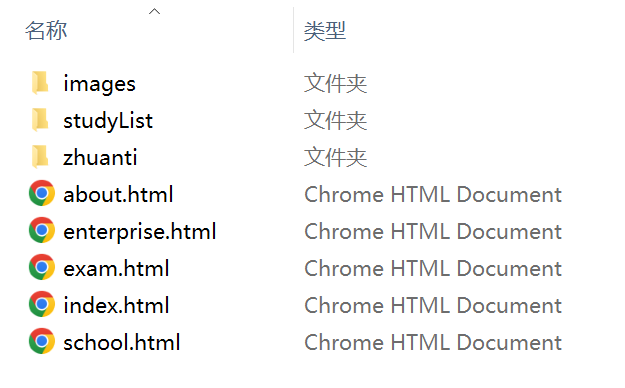 名称 类型
images 文件夹
studyList 文件夹
zhuanti 文件夹
about.html Chrome HTML Document
enterprise.html Chrome HTML Document
exam.html Chrome HTML Document
index.html Chrome HTML Document
school.html Chrome HTML Document